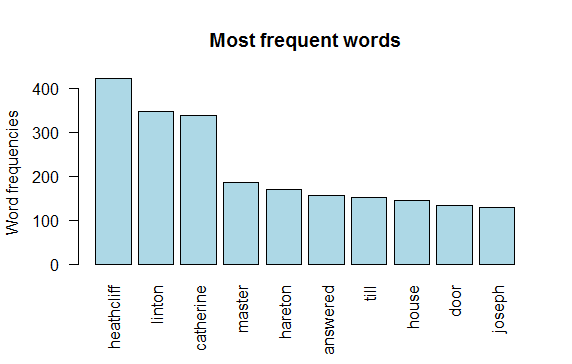 Most frequent words
Word frequencies
400
300
200
100
0
heathcliff
linton
catherine
master
hareton
answered
till
house
door
joseph